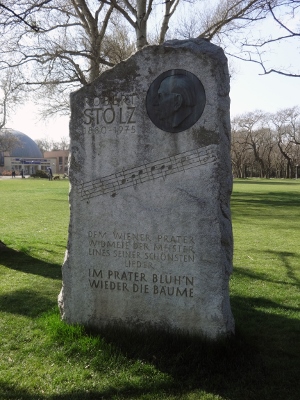 ROBERT
STOLZ
1880-1975
DEM WIENER PRATER
WIDMETE DER MEISTER
EINES SEINER SCHÖNSTEN
LIEDER
IM PRATER BLÜH'N
WIEDER DIE BÄUME